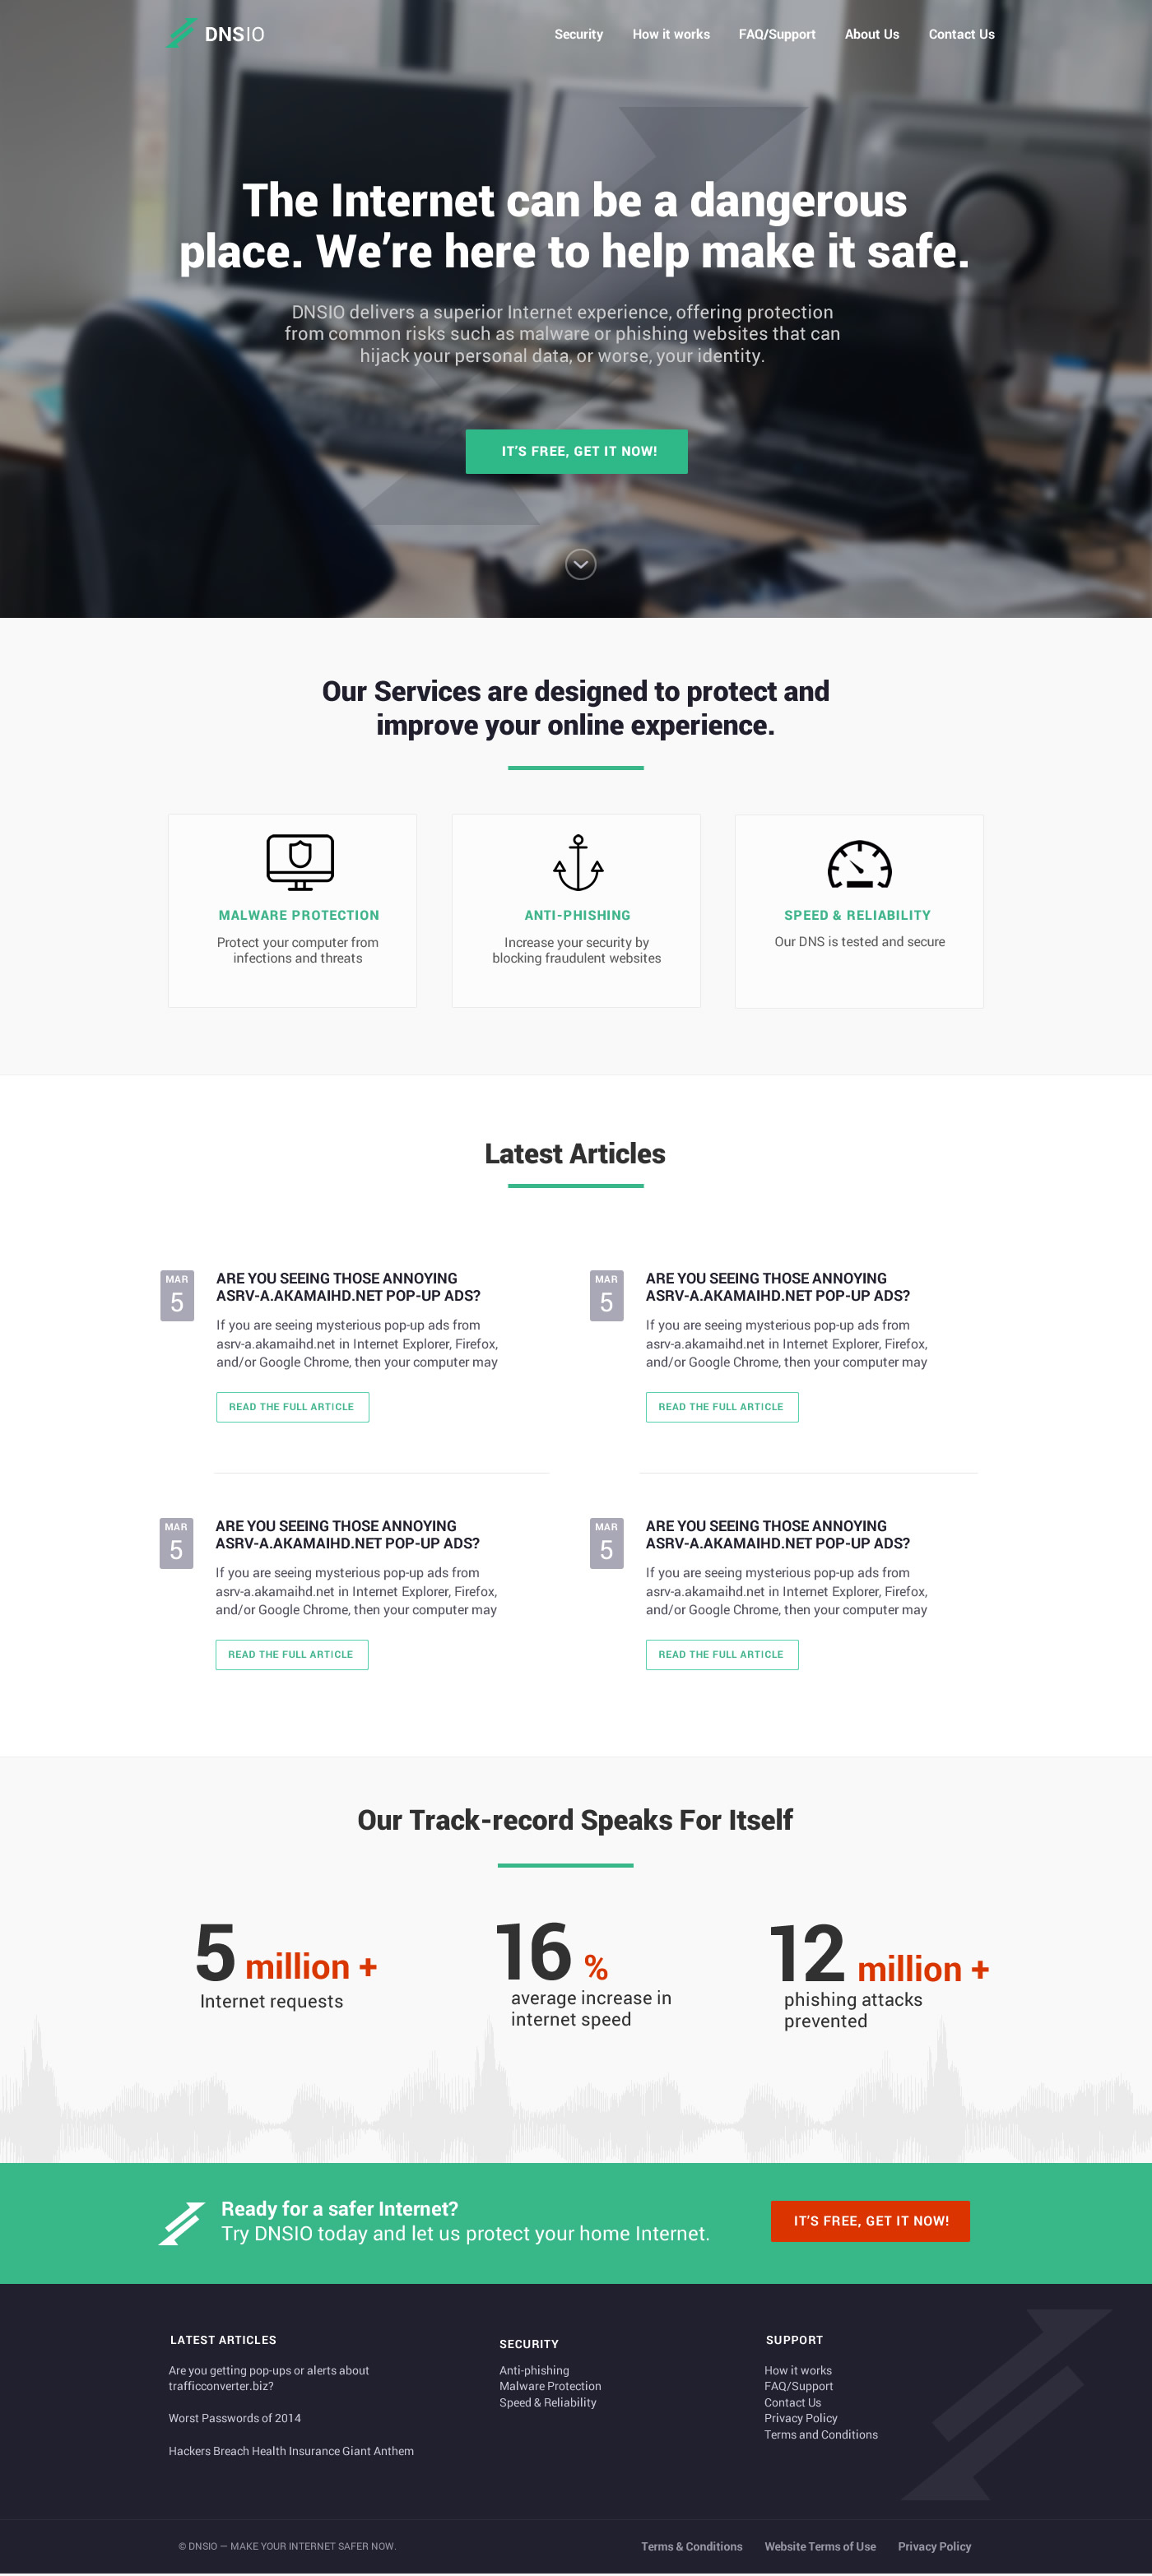 DNSIO
Security How it works FAQ/Support About Us Contact Us
The Internet can be a dangerous
place. We’re here to help make it safe.
DNSIO delivers a superior Internet experience, offering protection
from common risks such as malware or phishing websites that can
hijack your personal data, or worse, your identity.
IT’S FREE, GET IT NOW!
Our Services are designed to protect and
improve your online experience.
MALWARE PROTECTION
Protect your computer from
infections and threats
ANTI-PHISHING
Increase your security by
blocking fraudulent websites
SPEED & RELIABILITY
Our DNS is tested and secure
Latest Articles
MAR
5
ARE YOU SEEING THOSE ANNOYING
ASRV-A.AKAMAIHD.NET POP-UP ADS?
If you are seeing mysterious pop-up ads from
asrv-a.akamaihd.net in Internet Explorer, Firefox,
and/or Google Chrome, then your computer may
READ THE FULL ARTICLE
MAR
5
ARE YOU SEEING THOSE ANNOYING
ASRV-A.AKAMAIHD.NET POP-UP ADS?
If you are seeing mysterious pop-up ads from
asrv-a.akamaihd.net in Internet Explorer, Firefox,
and/or Google Chrome, then your computer may
READ THE FULL ARTICLE
MAR
5
ARE YOU SEEING THOSE ANNOYING
ASRV-A.AKAMAIHD.NET POP-UP ADS?
If you are seeing mysterious pop-up ads from
asrv-a.akamaihd.net in Internet Explorer, Firefox,
and/or Google Chrome, then your computer may
READ THE FULL ARTICLE
MAR
5
ARE YOU SEEING THOSE ANNOYING
ASRV-A.AKAMAIHD.NET POP-UP ADS?
If you are seeing mysterious pop-up ads from
asrv-a.akamaihd.net in Internet Explorer, Firefox,
and/or Google Chrome, then your computer may
READ THE FULL ARTICLE
Our Track-record Speaks For Itself
5 million +
Internet requests
16 %
average increase in
internet speed
12 million +
phishing attacks
prevented
Ready for a safer Internet?
Try DNSIO today and let us protect your home Internet.
IT’S FREE, GET IT NOW!
LATEST ARTICLES
Are you getting pop-ups or alerts about
trafficconverter.biz?
Worst Passwords of 2014
Hackers Breach Health Insurance Giant Anthem
SECURITY
Anti-phishing
Malware Protection
Speed & Reliability
SUPPORT
How it works
FAQ/Support
Contact Us
Privacy Policy
Terms and Conditions
© DNSIO — MAKE YOUR INTERNET SAFER NOW.
Terms & Conditions Website Terms of Use Privacy Policy